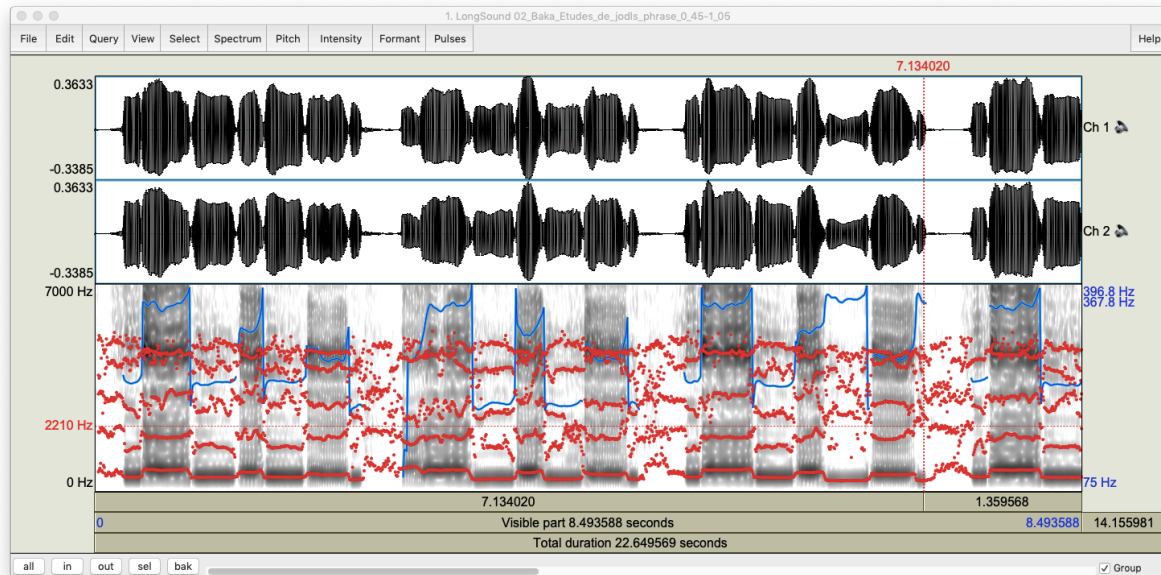 1. LongSound 02_Baka_Etudes_de_jodls_phrase_0_45-1_05
File Edit Query View Select Spectrum Pitch Intensity Formant Pulses Help
7.134020
0.3633
Ch 1
-0.3385
0.3633
Ch 2
-0.3385
7000 Hz 396.8 Hz
367.8 Hz
2210 Hz
0 Hz 75 Hz
7.134020 1.359568
0 Visible part 8.493588 seconds 8.493588 14.155981
Total duration 22.649569 seconds
all in out sel bak Group